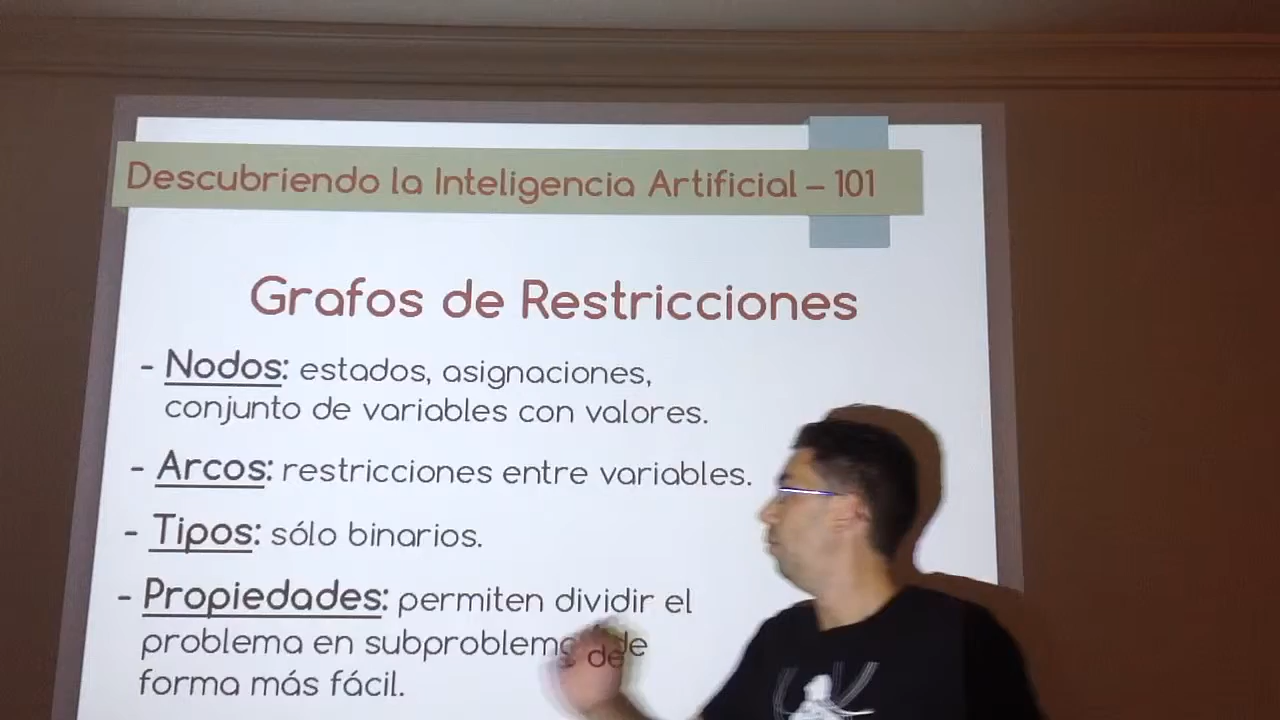 Descubriendo la Inteligencia Artificial – 101
Grafos de Restricciones
- Nodos: estados, asignaciones,
conjunto de variables con valores.
- Arcos: restricciones entre variables.
- Tipos: sólo binarios.
- Propiedades: permiten dividir el
problema en subproblemas de
forma más fácil.